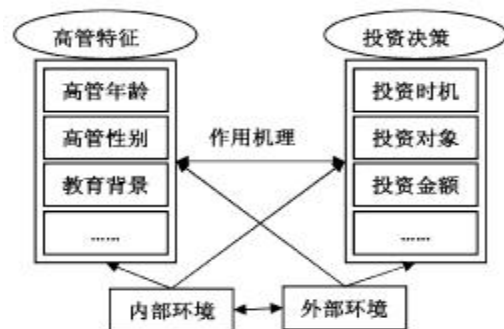 高管特征
投资决策
高管年龄
高管性别
教育背景
……
作用机理
投资时机
投资对象
投资金额
……
内部环境
外部环境